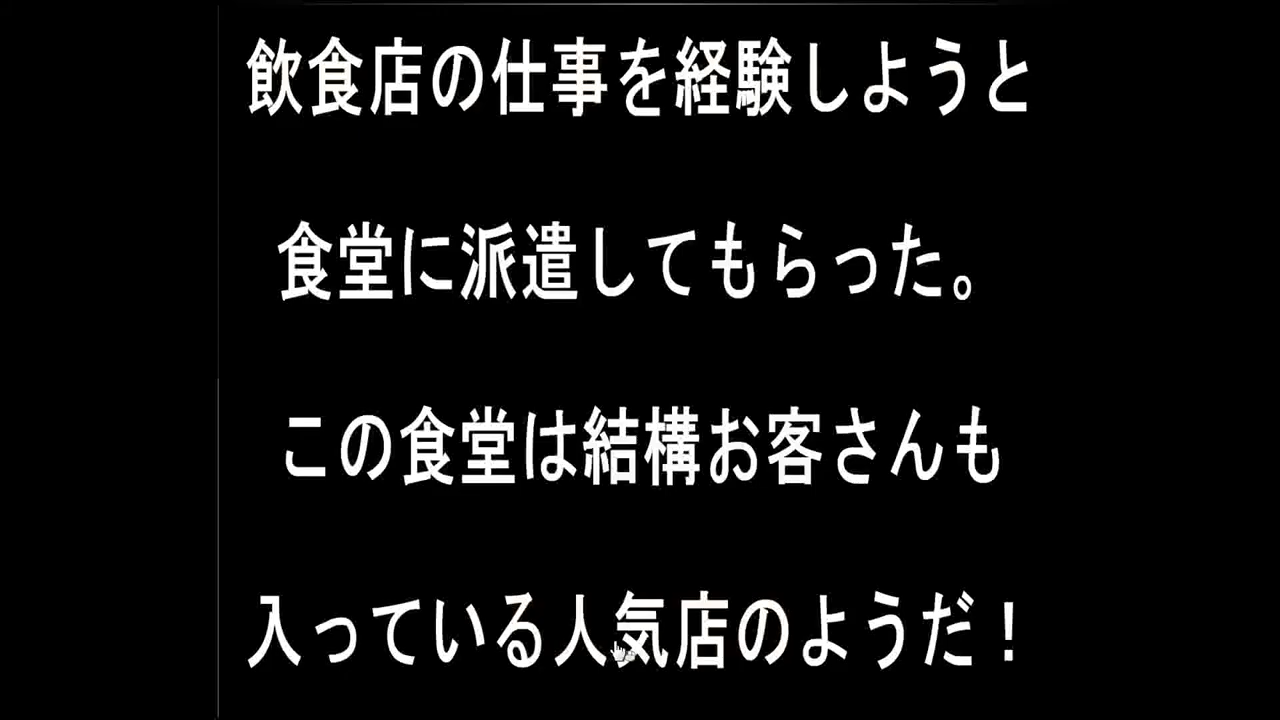 飲食店の仕事を経験しようと
食堂に派遣してもらった。
この食堂は結構お客さんも
入っている人気店のようだ！